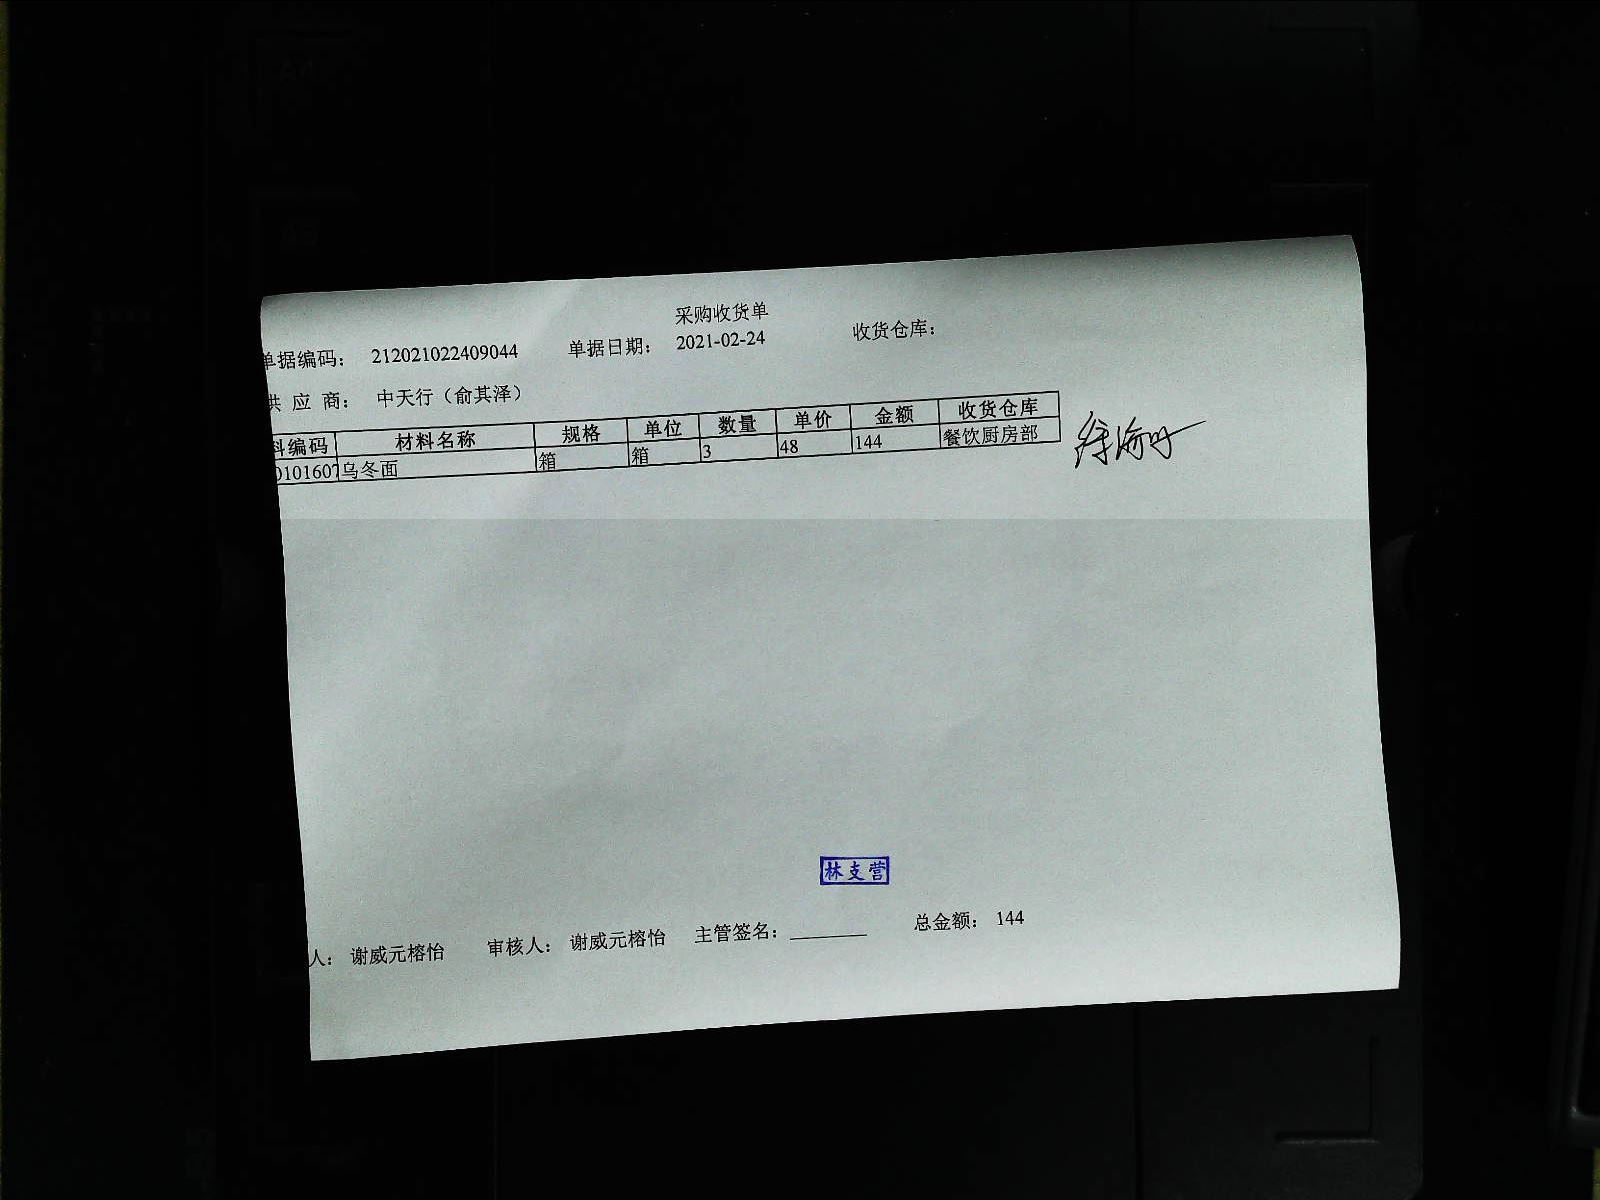 采购收货单
单据编码： 212021022409044 单据日期： 2021-02-24 收货仓库：
供 应 商： 中天行（俞其泽）
料编码 材料名称 规格 单位 数量 单价 金额 收货仓库
0101607 乌冬面 箱 箱 3 48 144 餐饮厨房部
林支营
人： 谢威元榕怡 审核人： 谢威元榕怡 主管签名：________ 总金额： 144